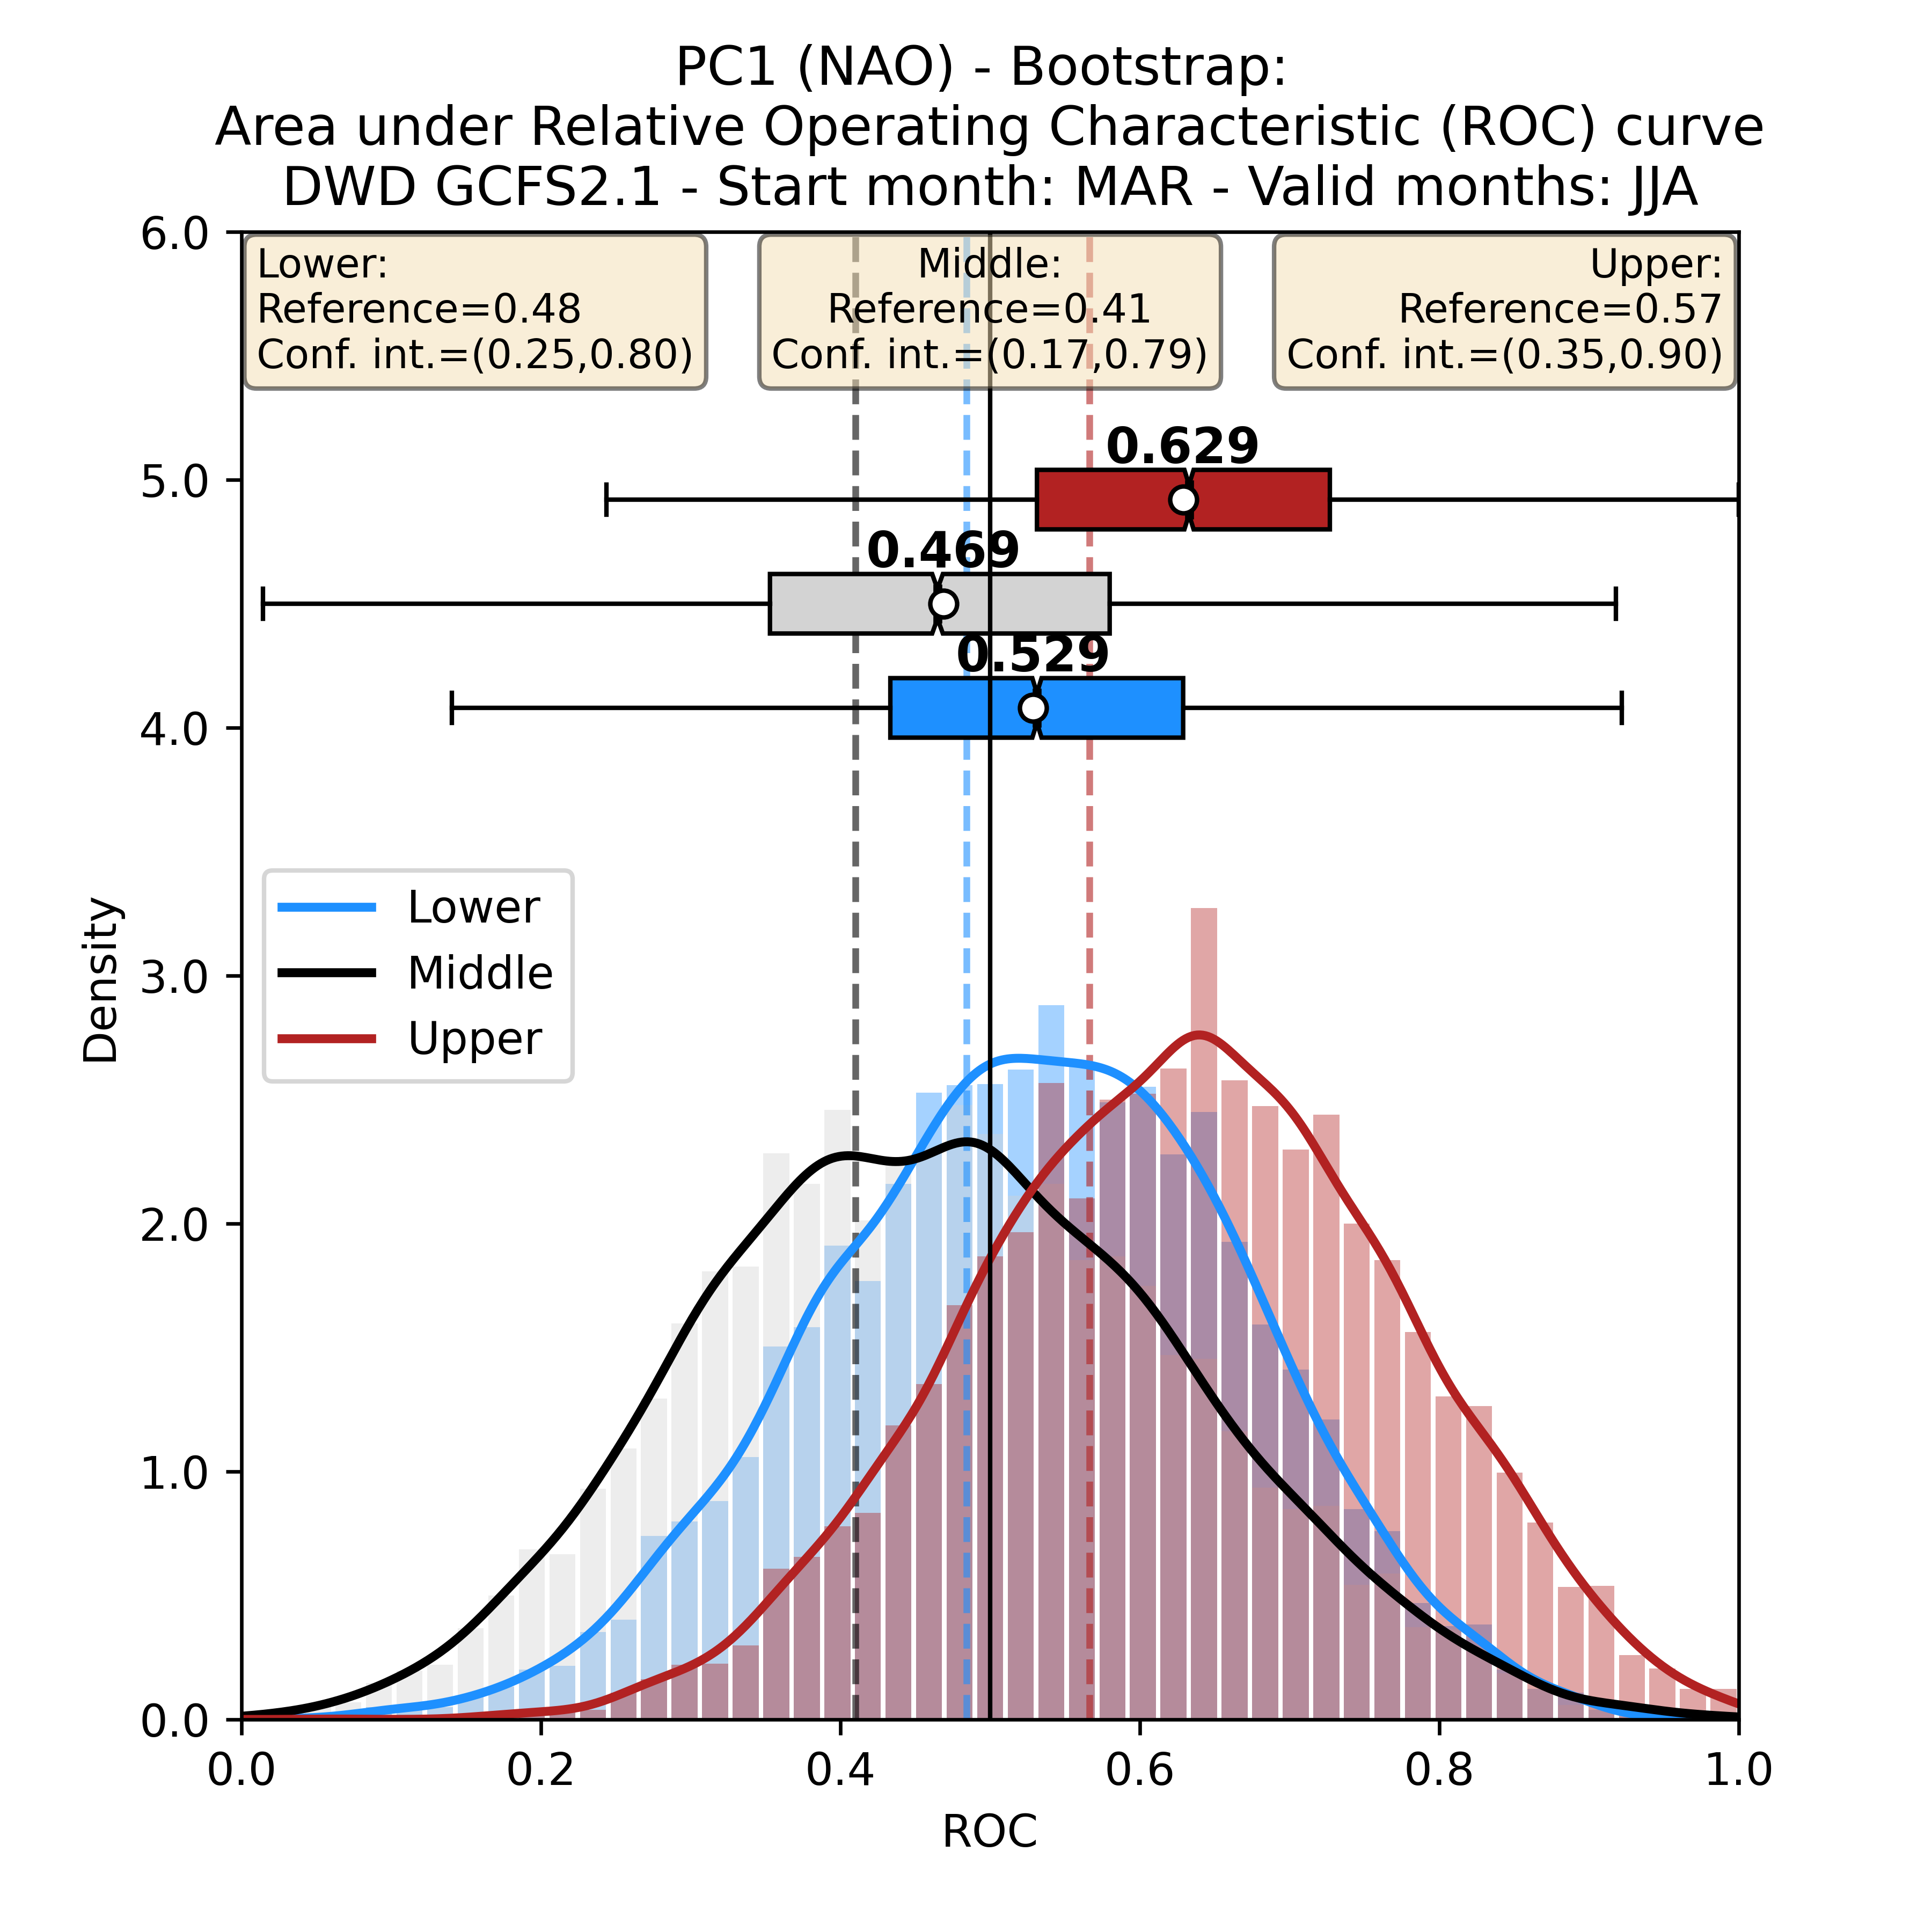 PC1 (NAO) - Bootstrap:
Area under Relative Operating Characteristic (ROC) curve
DWD GCFS2.1 - Start month: MAR - Valid months: JJA
Lower:
Reference=0.48
Conf. int.=(0.25,0.80)
Middle:
Reference=0.41
Conf. int.=(0.17,0.79)
Upper:
Reference=0.57
Conf. int.=(0.35,0.90)
0.629
0.469
0.529
Lower
Middle
Upper
Density
6.0
5.0
4.0
3.0
2.0
1.0
0.0
0.0 0.2 0.4 0.6 0.8 1.0
ROC